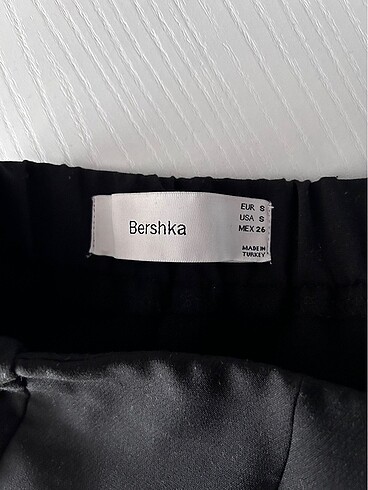 Bershka
EUR S
USA S
MEX 26
MADE IN
TURKEY